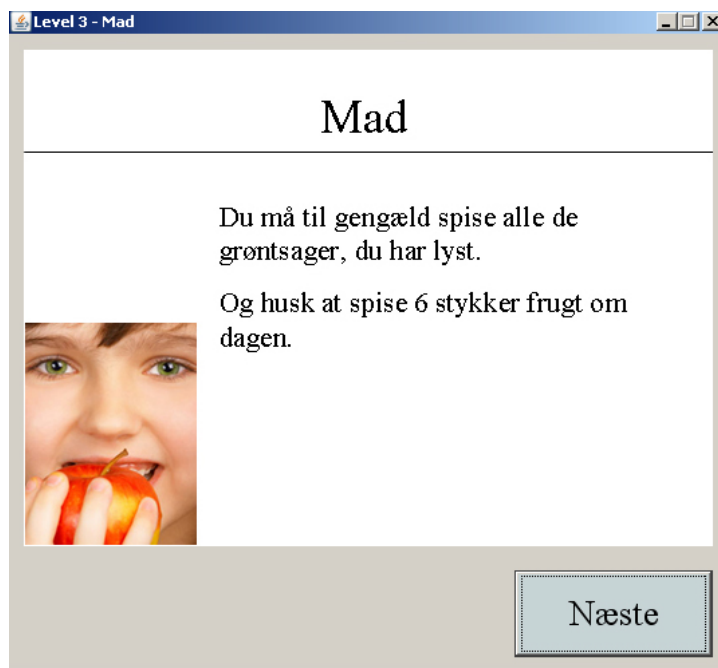 Level 3 - Mad
Mad
Du må til gengæld spise alle de
grøntsager, du har lyst.
Og husk at spise 6 stykker frugt om
dagen.
Næste